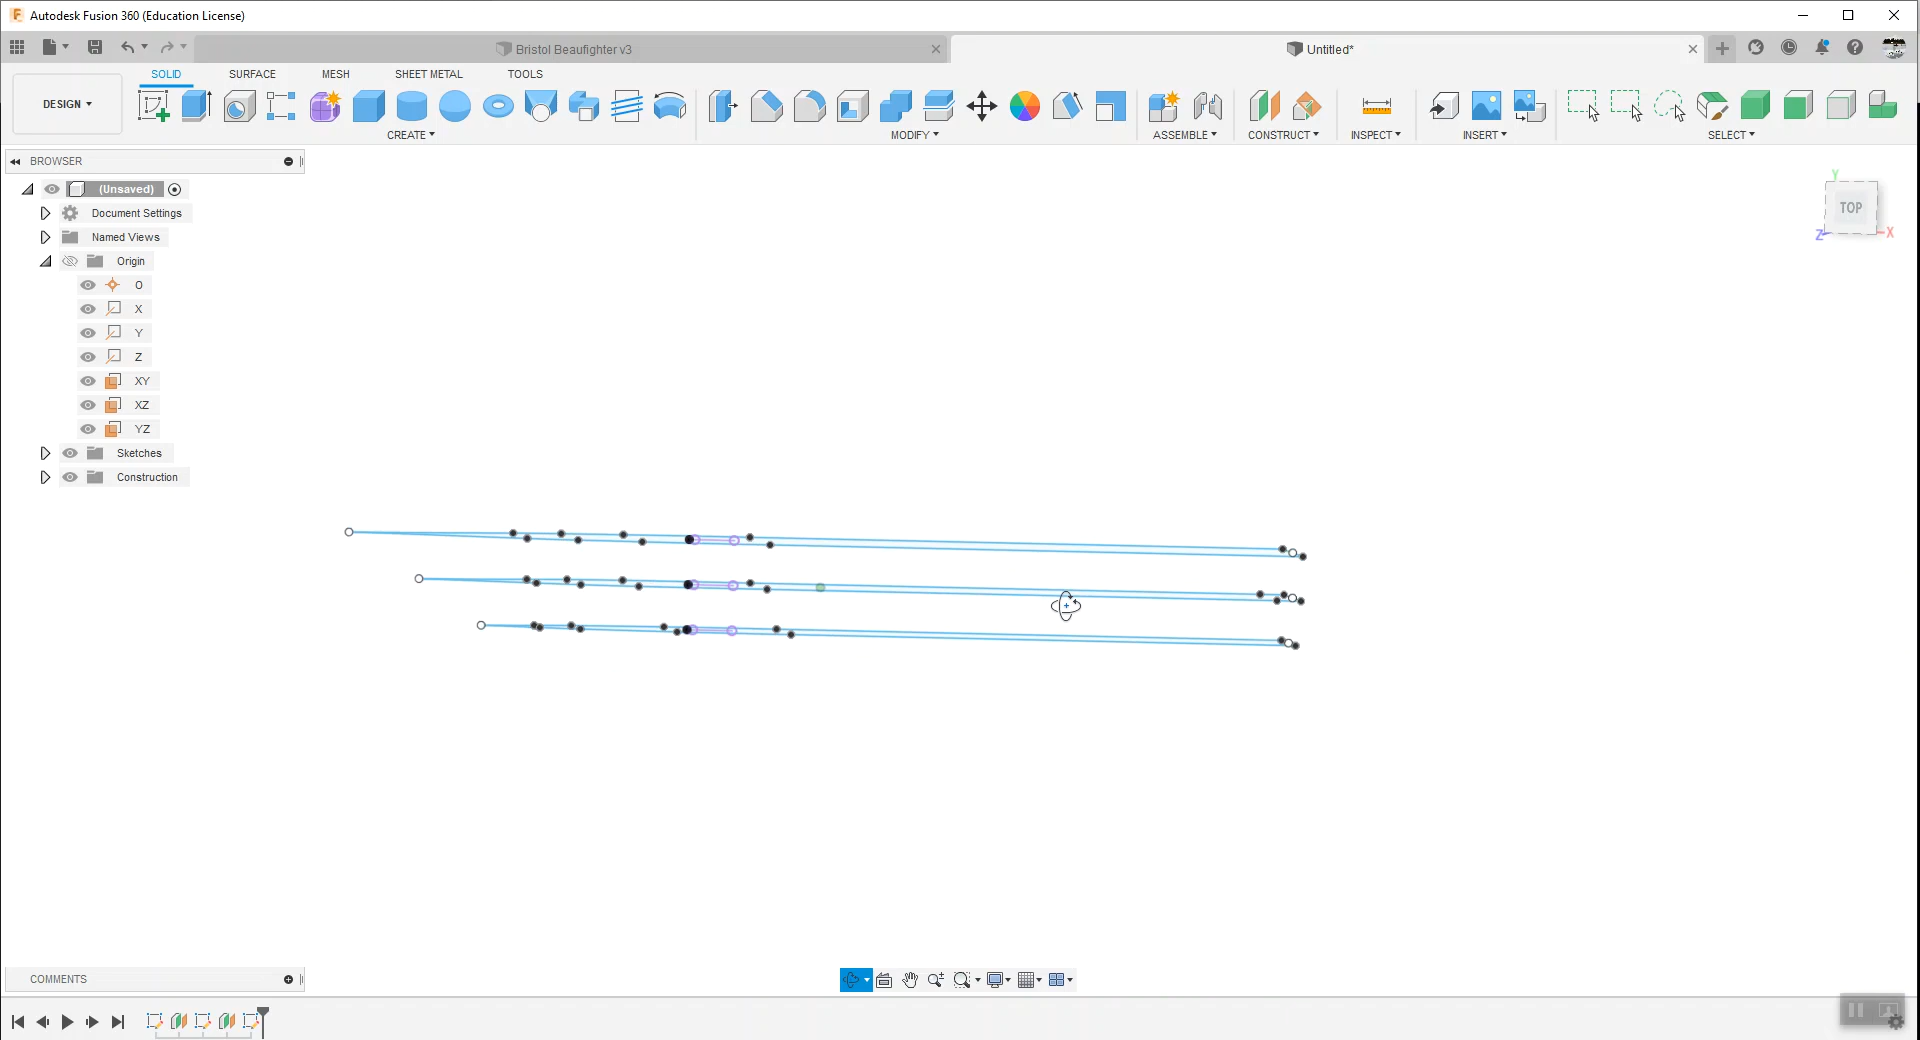 Autodesk Fusion 360 (Education License)
Bristol Beaufighter v3
Untitled*
SOLID SURFACE MESH SHEET METAL TOOLS
DESIGN
CREATE MODIFY ASSEMBLE CONSTRUCT INSPECT INSERT SELECT
BROWSER
(Unsaved)
Document Settings
Named Views
Origin
O
X
Y
Z
XY
XZ
YZ
Sketches
Construction
Y
TOP
Z
X
COMMENTS